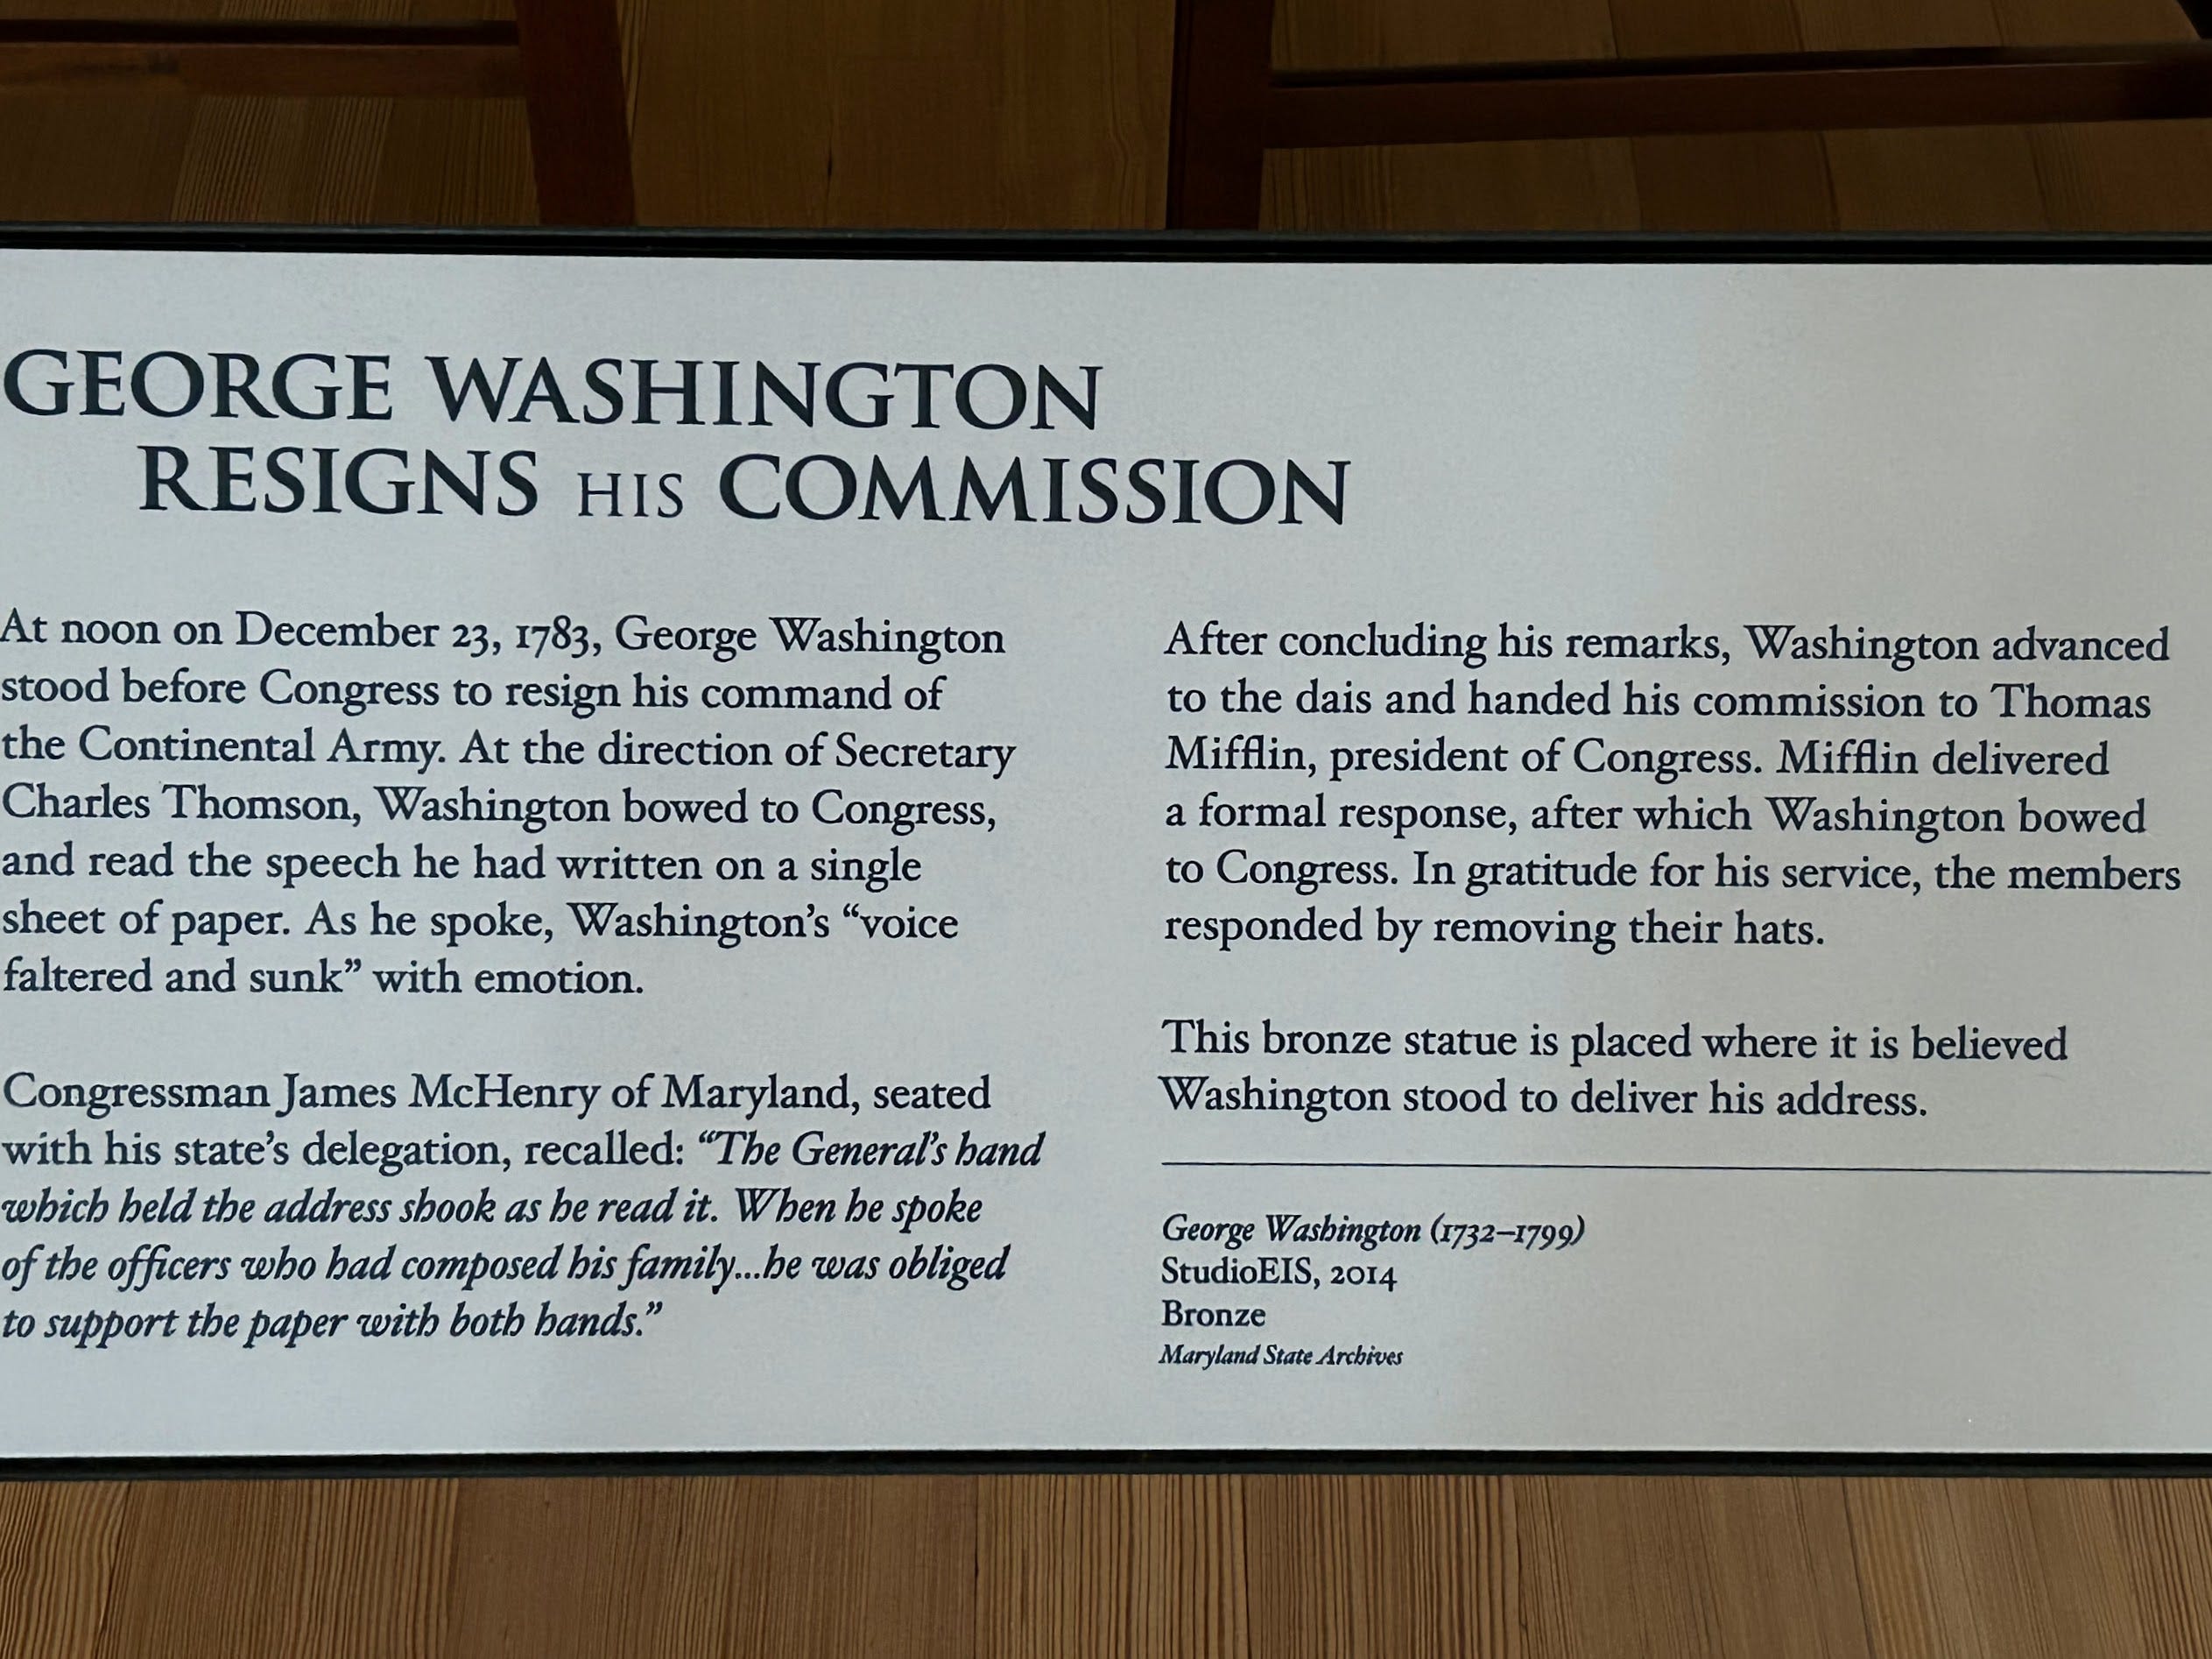 GEORGE WASHINGTON
RESIGNS HIS COMMISSION
At noon on December 23, 1783, George Washington
stood before Congress to resign his command of
the Continental Army. At the direction of Secretary
Charles Thomson, Washington bowed to Congress,
and read the speech he had written on a single
sheet of paper. As he spoke, Washington’s “voice
faltered and sunk” with emotion.
Congressman James McHenry of Maryland, seated
with his state’s delegation, recalled: “The General’s hand
which held the address shook as he read it. When he spoke
of the officers who had composed his family...he was obliged
to support the paper with both hands.”
After concluding his remarks, Washington advanced
to the dais and handed his commission to Thomas
Mifflin, president of Congress. Mifflin delivered
a formal response, after which Washington bowed
to Congress. In gratitude for his service, the members
responded by removing their hats.
This bronze statue is placed where it is believed
Washington stood to deliver his address.
George Washington (1732–1799)
StudioEIS, 2014
Bronze
Maryland State Archives